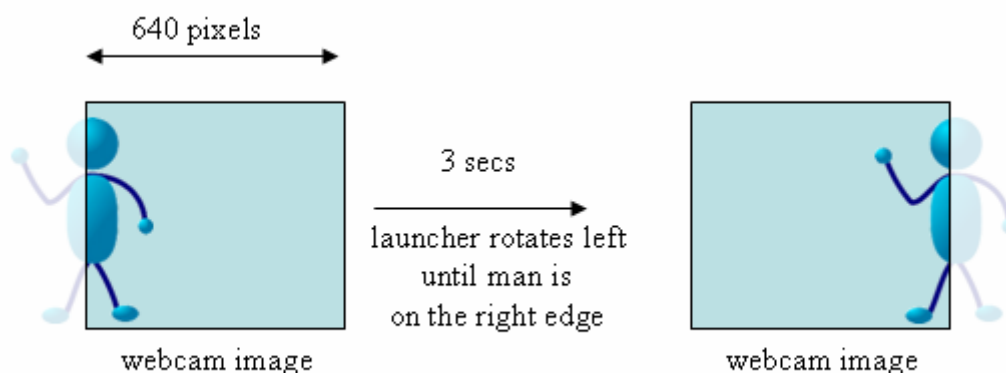 640 pixels
3 secs
launcher rotates left
until man is
on the right edge
webcam image
webcam image